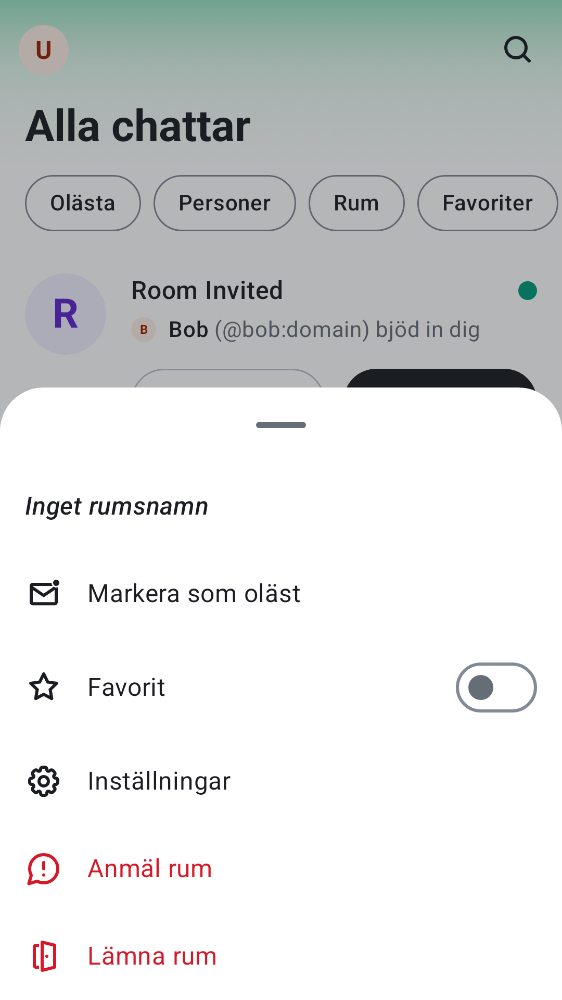 U
Alla chattar
Olästa Personer Rum Favoriter
R
Room Invited
B Bob (@bob:domain) bjöd in dig
Inget rumsnamn
Markera som oläst
Favorit
Inställningar
Anmäl rum
Lämna rum